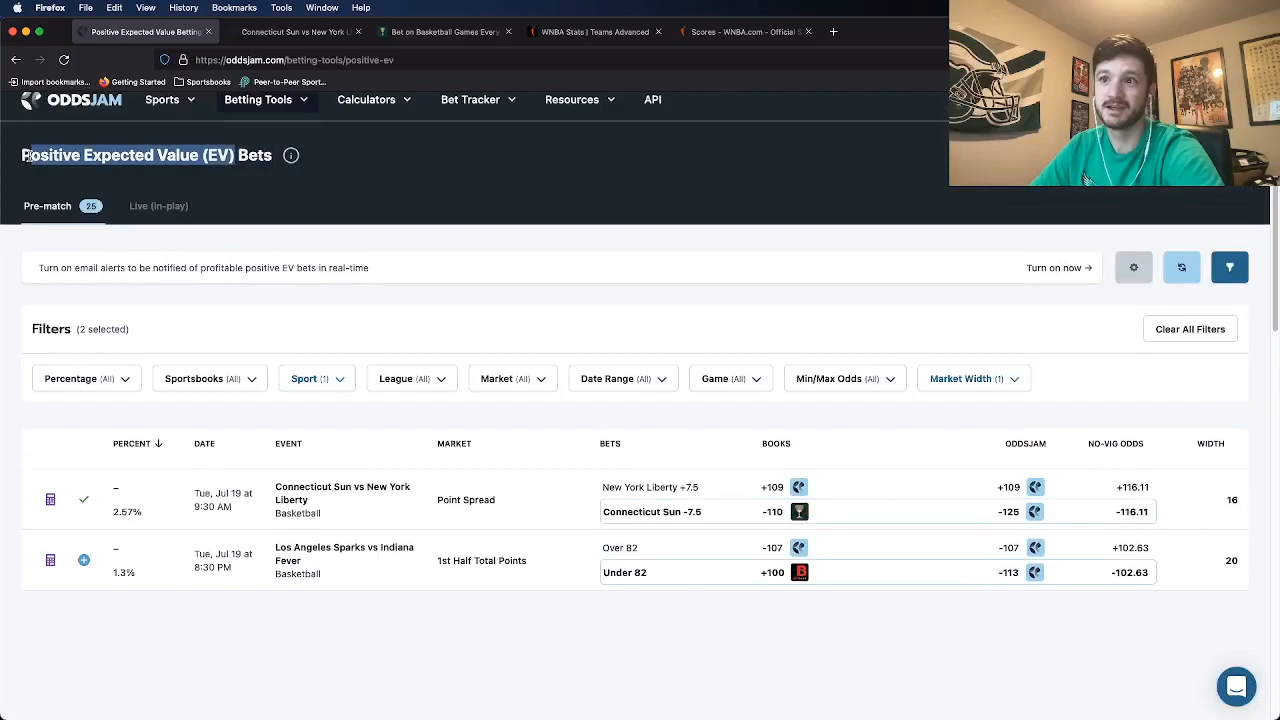 Firefox File Edit View History Bookmarks Tools Window Help
Positive Expected Value Betting
Connecticut Sun vs New York L
Bet on Basketball Games Every
WNBA Stats | Teams Advanced
Scores - WNBA.com - Official S
https://oddsjam.com/betting-tools/positive-ev
Import bookmarks... Getting Started Sportsbooks Peer-to-Peer Sport...
ODDSJAM Sports Betting Tools Calculators Bet Tracker Resources API
Positive Expected Value (EV) Bets
Pre-match 25 Live (in-play)
Turn on email alerts to be notified of profitable positive EV bets in real-time Turn on now →
Filters (2 selected) Clear All Filters
Percentage (All) Sportsbooks (All) Sport (1) League (All) Market (All) Date Range (All) Game (All) Min/Max Odds (All) Market Width (1)
PERCENT DATE EVENT MARKET BETS BOOKS ODDSJAM NO-VIG ODDS WIDTH
–
2.57%
Tue, Jul 19 at
9:30 AM
Connecticut Sun vs New York
Liberty
Basketball
Point Spread
New York Liberty +7.5 +109 +109 +116.11
Connecticut Sun -7.5 -110 -125 -116.11
16
–
1.3%
Tue, Jul 19 at
8:30 PM
Los Angeles Sparks vs Indiana
Fever
Basketball
1st Half Total Points
Over 82 -107 -107 +102.63
Under 82 +100 -113 -102.63
20